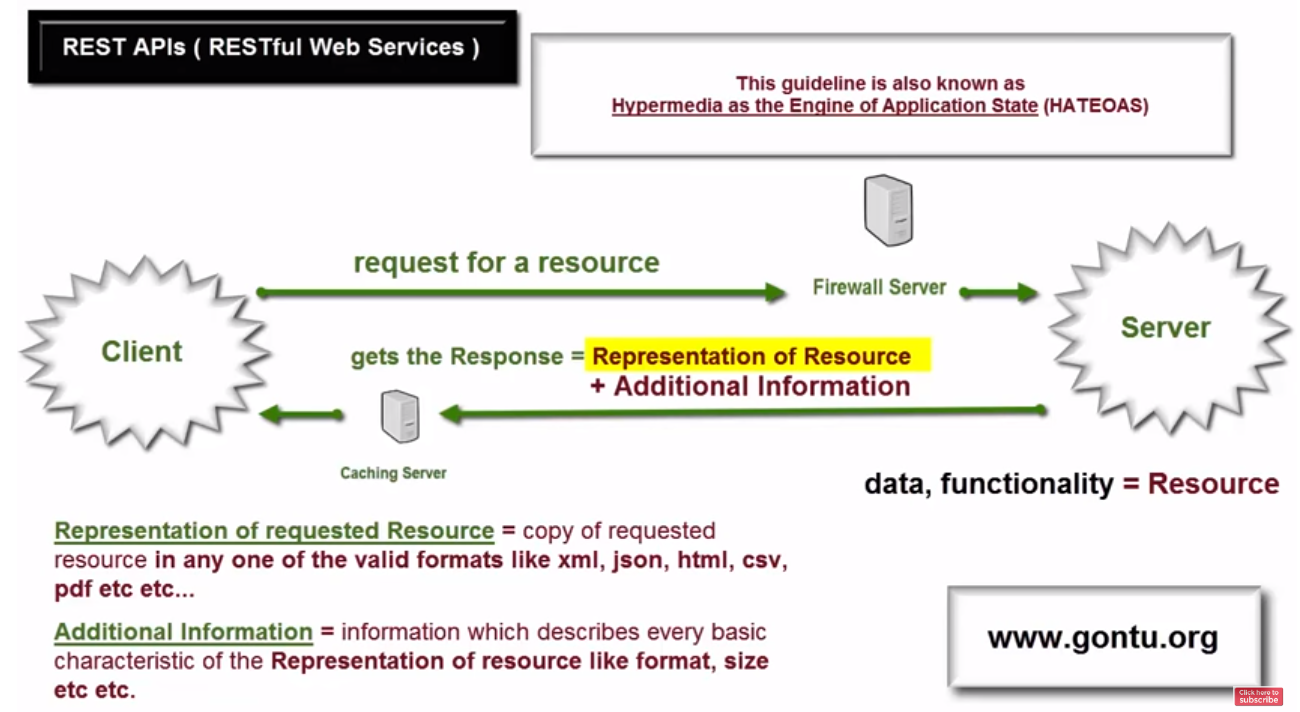 REST APIs ( RESTful Web Services )
This guideline is also known as
Hypermedia as the Engine of Application State (HATEOAS)
request for a resource
Firewall Server
Client
Server
gets the Response = Representation of Resource
+ Additional Information
Caching Server
data, functionality = Resource
Representation of requested Resource = copy of requested
resource in any one of the valid formats like xml, json, html, csv,
pdf etc etc...
Additional Information = information which describes every basic
characteristic of the Representation of resource like format, size
etc etc.
www.gontu.org
Click here to
subscribe